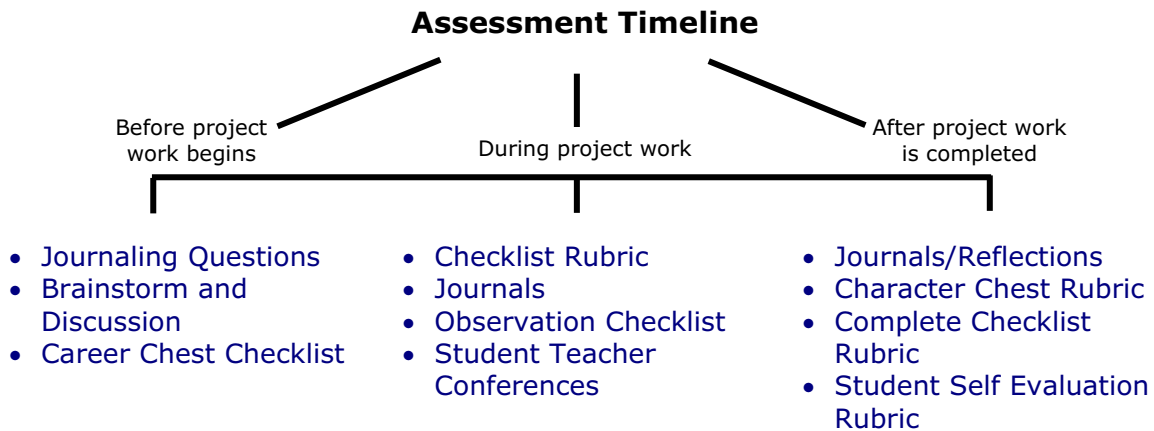 Assessment Timeline
Before project
work begins
During project work
After project work
is completed
• Journaling Questions
• Brainstorm and
Discussion
• Career Chest Checklist
• Checklist Rubric
• Journals
• Observation Checklist
• Student Teacher
Conferences
• Journals/Reflections
• Character Chest Rubric
• Complete Checklist
Rubric
• Student Self Evaluation
Rubric